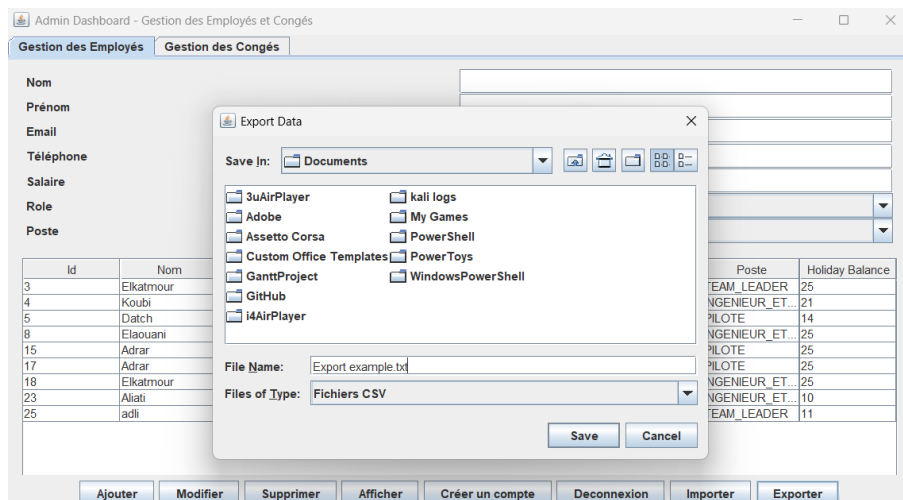 Admin Dashboard - Gestion des Employés et Congés
Gestion des Employés Gestion des Congés
Nom
Prénom
Email
Téléphone
Salaire
Role
Poste
Export Data
Save In: Documents
3uAirPlayer kali logs
Adobe My Games
Assetto Corsa PowerShell
Custom Office Templates PowerToys
GanttProject WindowsPowerShell
GitHub
i4AirPlayer
File Name: Export example.txt
Files of Type: Fichiers CSV
Save Cancel
Id Nom Poste Holiday Balance
3 Elkatmour TEAM_LEADER 25
4 Koubi NGENIEUR_ET... 21
5 Datch PILOTE 14
8 Elaouani NGENIEUR_ET... 25
15 Adrar PILOTE 25
17 Adrar PILOTE 25
18 Elkatmour NGENIEUR_ET... 25
23 Aliati NGENIEUR_ET... 10
25 adli TEAM_LEADER 11
Ajouter Modifier Supprimer Afficher Créer un compte Deconnexion Importer Exporter